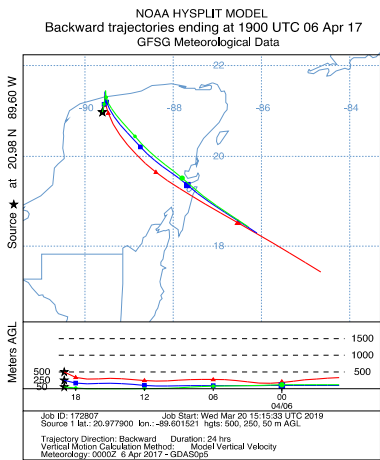 NOAA HYSPLIT MODEL
Backward trajectories ending at 1900 UTC 06 Apr 17
GFSG Meteorological Data
Source ★ at 20.98 N 89.60 W
22
-90
-88
-86
-84
20
18
Meters AGL
1500
1000
500
500
250
50
18
12
06
00
04/06
Job ID: 172807 Job Start: Wed Mar 20 15:15:33 UTC 2019
Source 1 lat.: 20.977900 lon.: -89.601521 hgts: 500, 250, 50 m AGL
Trajectory Direction: Backward Duration: 24 hrs
Vertical Motion Calculation Method: Model Vertical Velocity
Meteorology: 0000Z 6 Apr 2017 - GDAS0p5